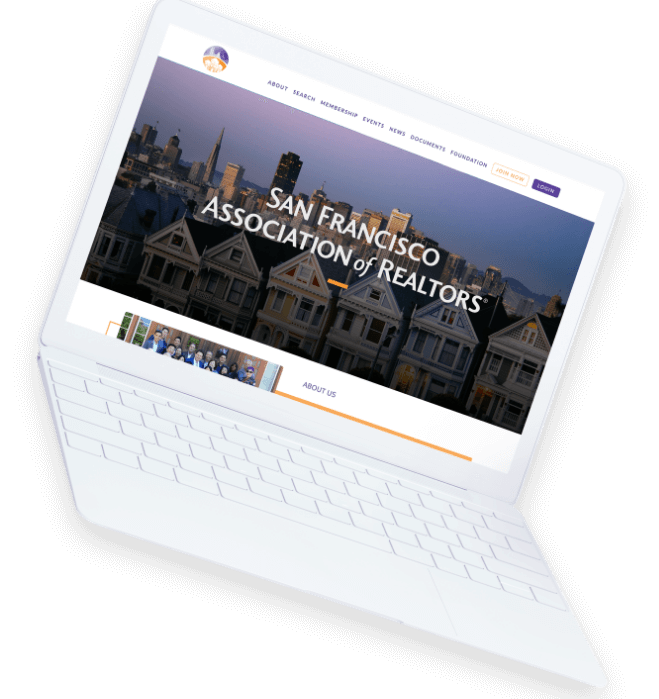 ABOUT SEARCH MEMBERSHIP EVENTS NEWS DOCUMENTS FOUNDATION JOIN NOW LOGIN
SAN FRANCISCO
ASSOCIATION of REALTORS®
ABOUT US